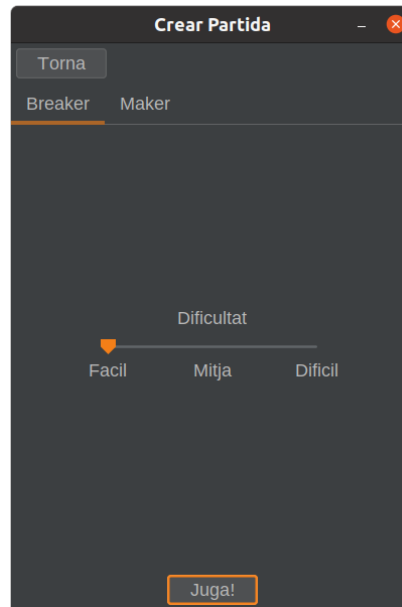 Crear Partida
Torna
Breaker Maker
Dificultat
Facil Mitja Dificil
Juga!